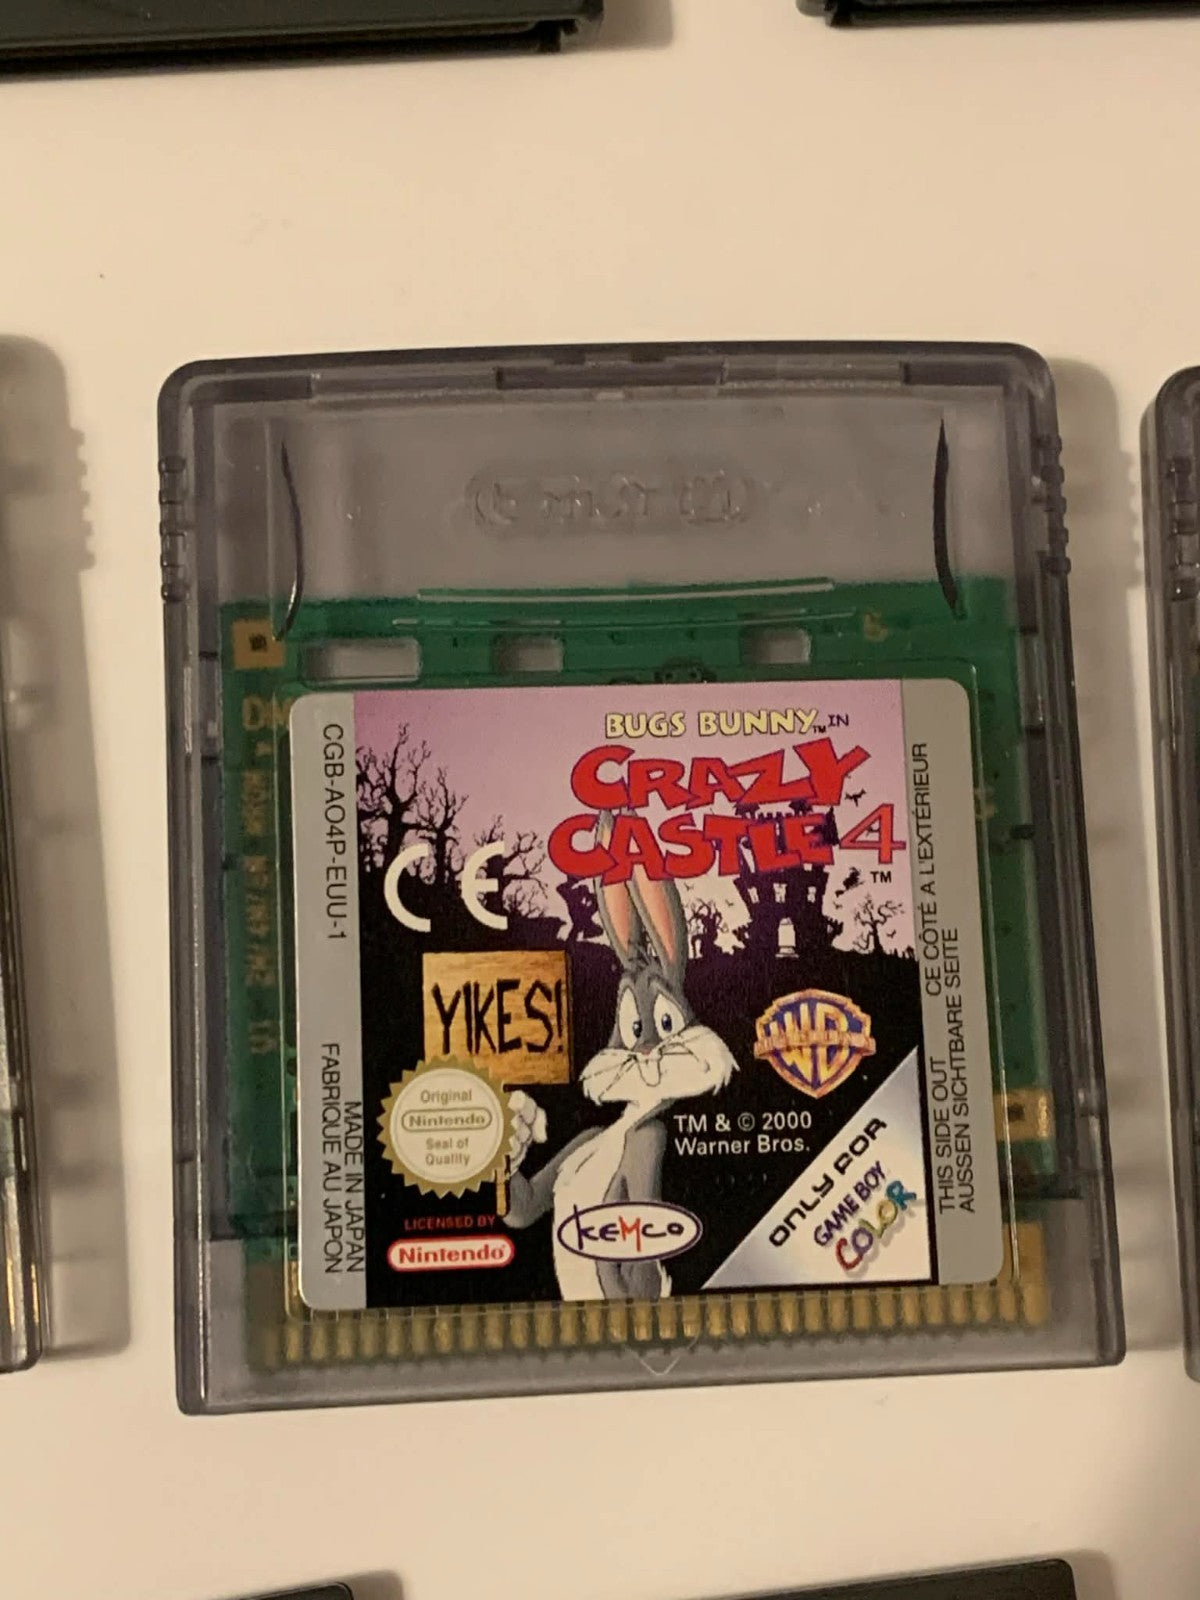 BUGS BUNNY™ IN
CRAZY
CASTLE 4
™
CE
YIKES!
WB
Original
Nintendo
Seal of
Quality
TM & © 2000
Warner Bros.
LICENSED BY
Nintendo
KEMCO
ONLY FOR
GAME BOY
COLOR
CGB-AO4P-EUU-1
MADE IN JAPAN
FABRIQUE AU JAPON
THIS SIDE OUT CE CÔTÉ A L'EXTÉRIEUR
AUSSEN SICHTBARE SEITE